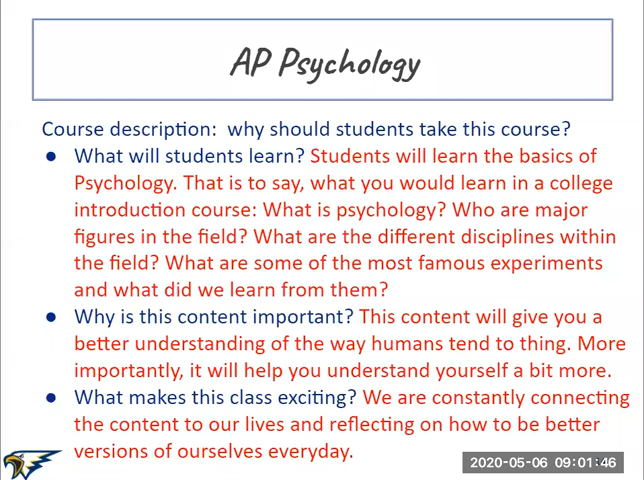 AP Psychology
Course description:  why should students take this course?
● What will students learn? Students will learn the basics of
Psychology. That is to say, what you would learn in a college
introduction course: What is psychology? Who are major
figures in the field? What are the different disciplines within
the field? What are some of the most famous experiments
and what did we learn from them?
● Why is this content important? This content will give you a
better understanding of the way humans tend to thing. More
importantly, it will help you understand yourself a bit more.
● What makes this class exciting? We are constantly connecting
the content to our lives and reflecting on how to be better
versions of ourselves everyday.
2020-05-06 09:01:46